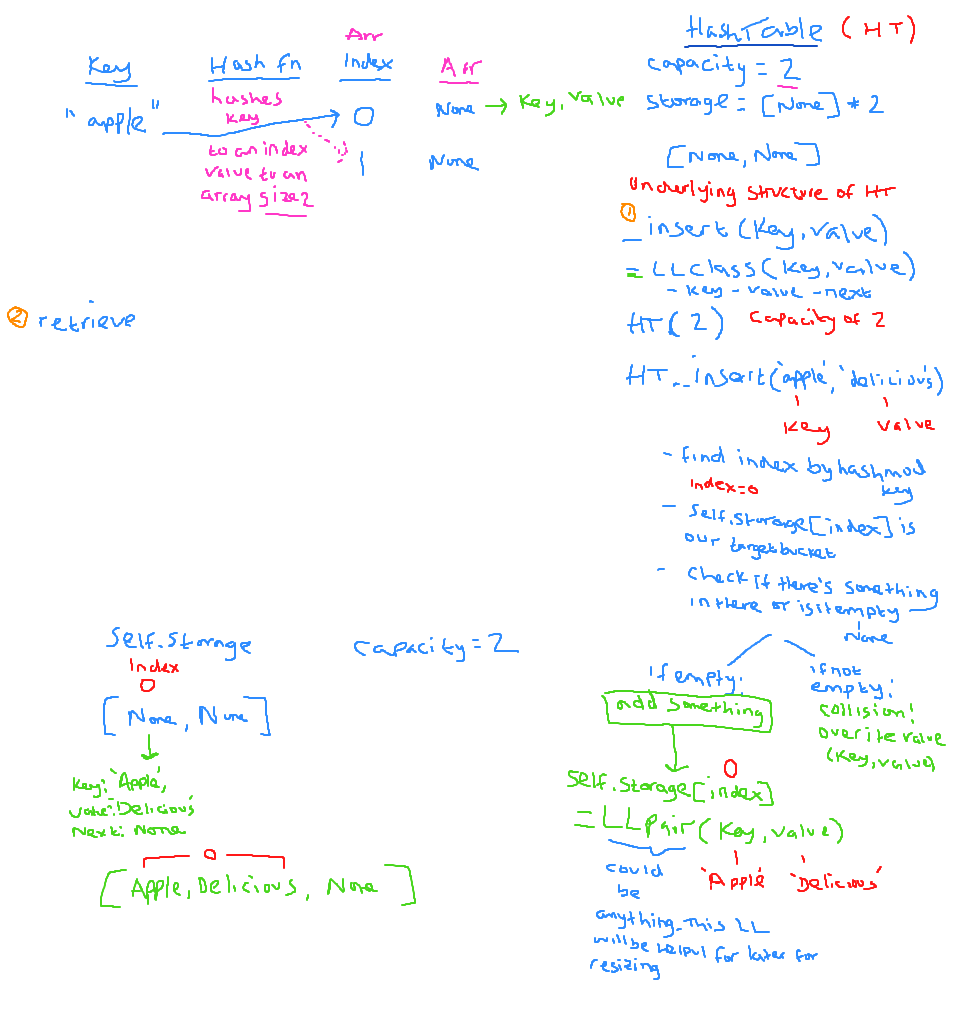 HashTable (HT)
Arr
Key Hash fn Index Arr
capacity = 2
hashes
key
"apple" 0 None → Key, Value
storage = [None] * 2
to an index
value to an
array size 2
1 None
[None, None]
Underlying structure of HT
① _insert (Key, Value)
= LLclass (Key, value)
- Key - Value - next
② retrieve
HT( 2 ) Capacity of 2
HT._insert('apple', 'delicious')
Key Value
- find index by hashmod
key
index=0
- self.storage[index] is
our target bucket
- check if there's something
in there or is it empty
None
self.storage capacity = 2
Index
0
[None, None]
Key: 'Apple',
Value: 'Delicious'
Next: None
0
[Apple, Delicious, None]
if empty:
add something
if not
empty:
collision!
overite value
(Key, value)
0
self.storage[index]
= LLPair (Key, Value)
'Apple' 'Delicious'
could
be
anything. This LL
will be helpul for later for
resizing